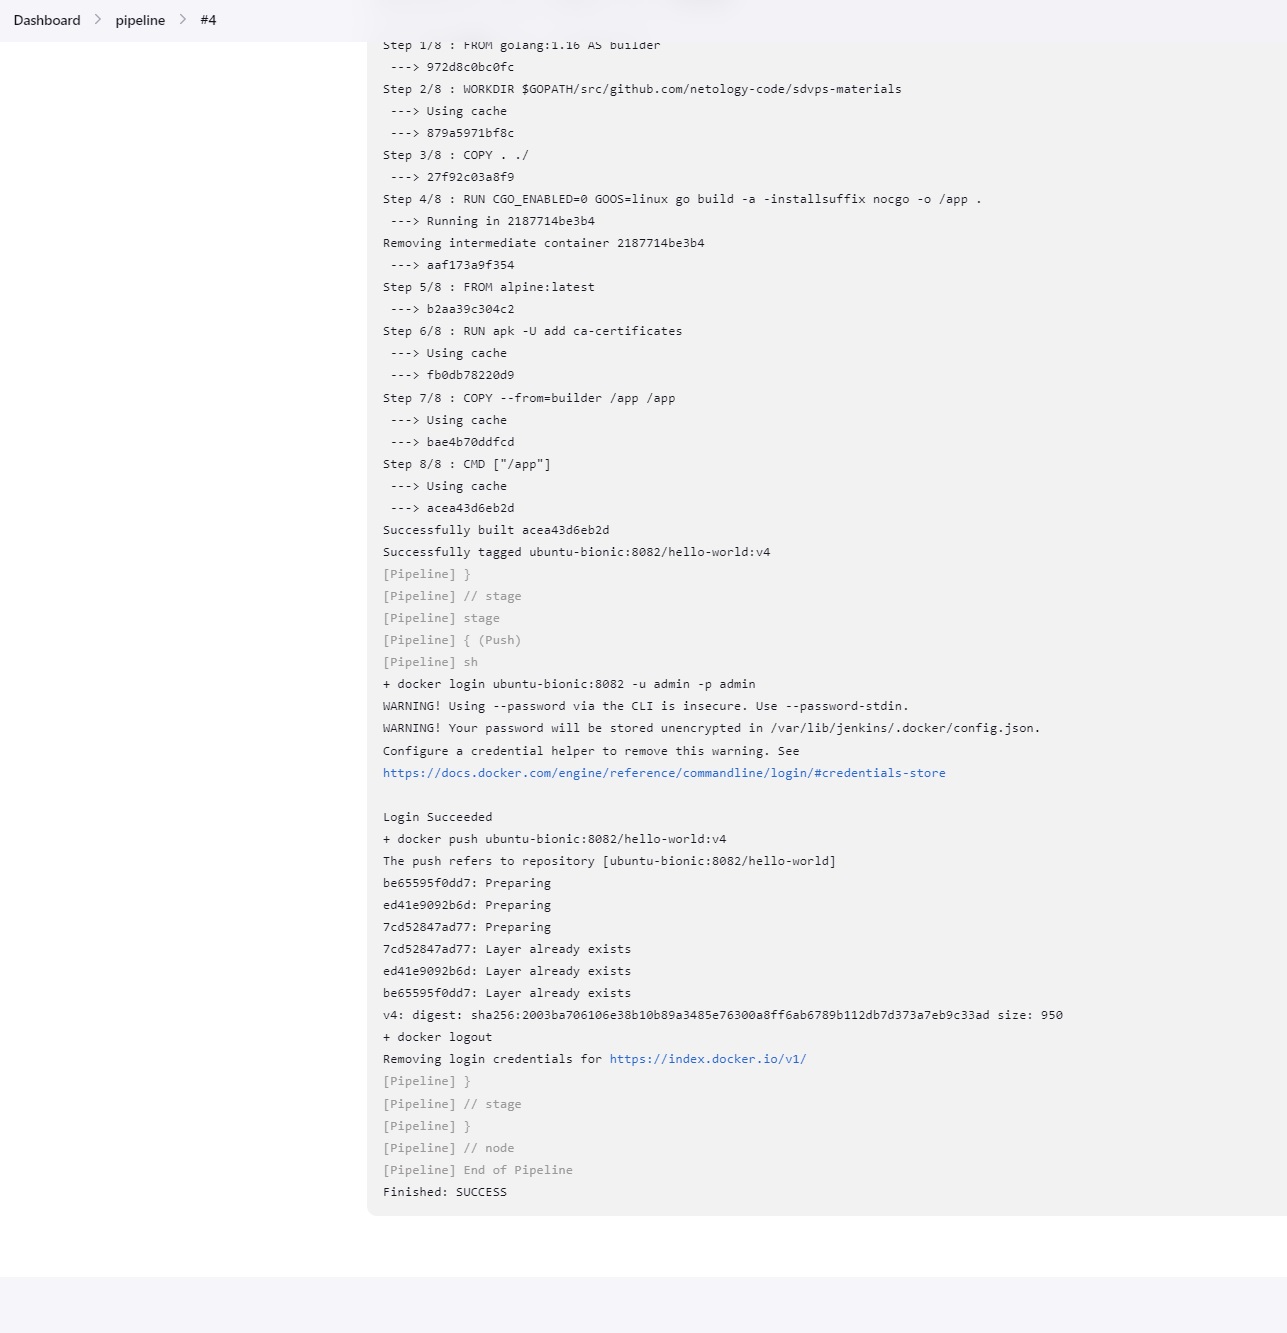 Dashboard > pipeline > #4
Step 1/8 : FROM golang:1.16 AS builder
 ---> 972d8c0bc0fc
Step 2/8 : WORKDIR $GOPATH/src/github.com/netology-code/sdvps-materials
 ---> Using cache
 ---> 879a5971bf8c
Step 3/8 : COPY . ./
 ---> 27f92c03a8f9
Step 4/8 : RUN CGO_ENABLED=0 GOOS=linux go build -a -installsuffix nocgo -o /app .
 ---> Running in 2187714be3b4
Removing intermediate container 2187714be3b4
 ---> aaf173a9f354
Step 5/8 : FROM alpine:latest
 ---> b2aa39c304c2
Step 6/8 : RUN apk -U add ca-certificates
 ---> Using cache
 ---> fb0db78220d9
Step 7/8 : COPY --from=builder /app /app
 ---> Using cache
 ---> bae4b70ddfcd
Step 8/8 : CMD ["/app"]
 ---> Using cache
 ---> acea43d6eb2d
Successfully built acea43d6eb2d
Successfully tagged ubuntu-bionic:8082/hello-world:v4
[Pipeline] }
[Pipeline] // stage
[Pipeline] stage
[Pipeline] { (Push)
[Pipeline] sh
+ docker login ubuntu-bionic:8082 -u admin -p admin
WARNING! Using --password via the CLI is insecure. Use --password-stdin.
WARNING! Your password will be stored unencrypted in /var/lib/jenkins/.docker/config.json.
Configure a credential helper to remove this warning. See
https://docs.docker.com/engine/reference/commandline/login/#credentials-store
Login Succeeded
+ docker push ubuntu-bionic:8082/hello-world:v4
The push refers to repository [ubuntu-bionic:8082/hello-world]
be65595f0dd7: Preparing
ed41e9092b6d: Preparing
7cd52847ad77: Preparing
7cd52847ad77: Layer already exists
ed41e9092b6d: Layer already exists
be65595f0dd7: Layer already exists
v4: digest: sha256:2003ba706106e38b10b89a3485e76300a8ff6ab6789b112db7d373a7eb9c33ad size: 950
+ docker logout
Removing login credentials for https://index.docker.io/v1/
[Pipeline] }
[Pipeline] // stage
[Pipeline] }
[Pipeline] // node
[Pipeline] End of Pipeline
Finished: SUCCESS